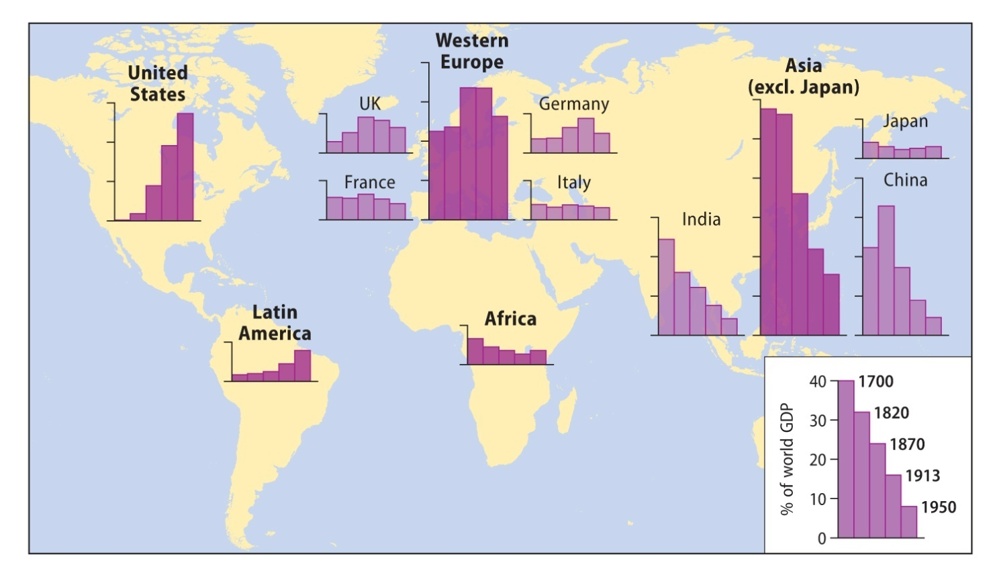 United
States
UK
France
Western
Europe
Germany
Italy
Asia
(excl. Japan)
Japan
China
India
Latin
America
Africa
% of world GDP
40
30
20
10
0
1700
1820
1870
1913
1950